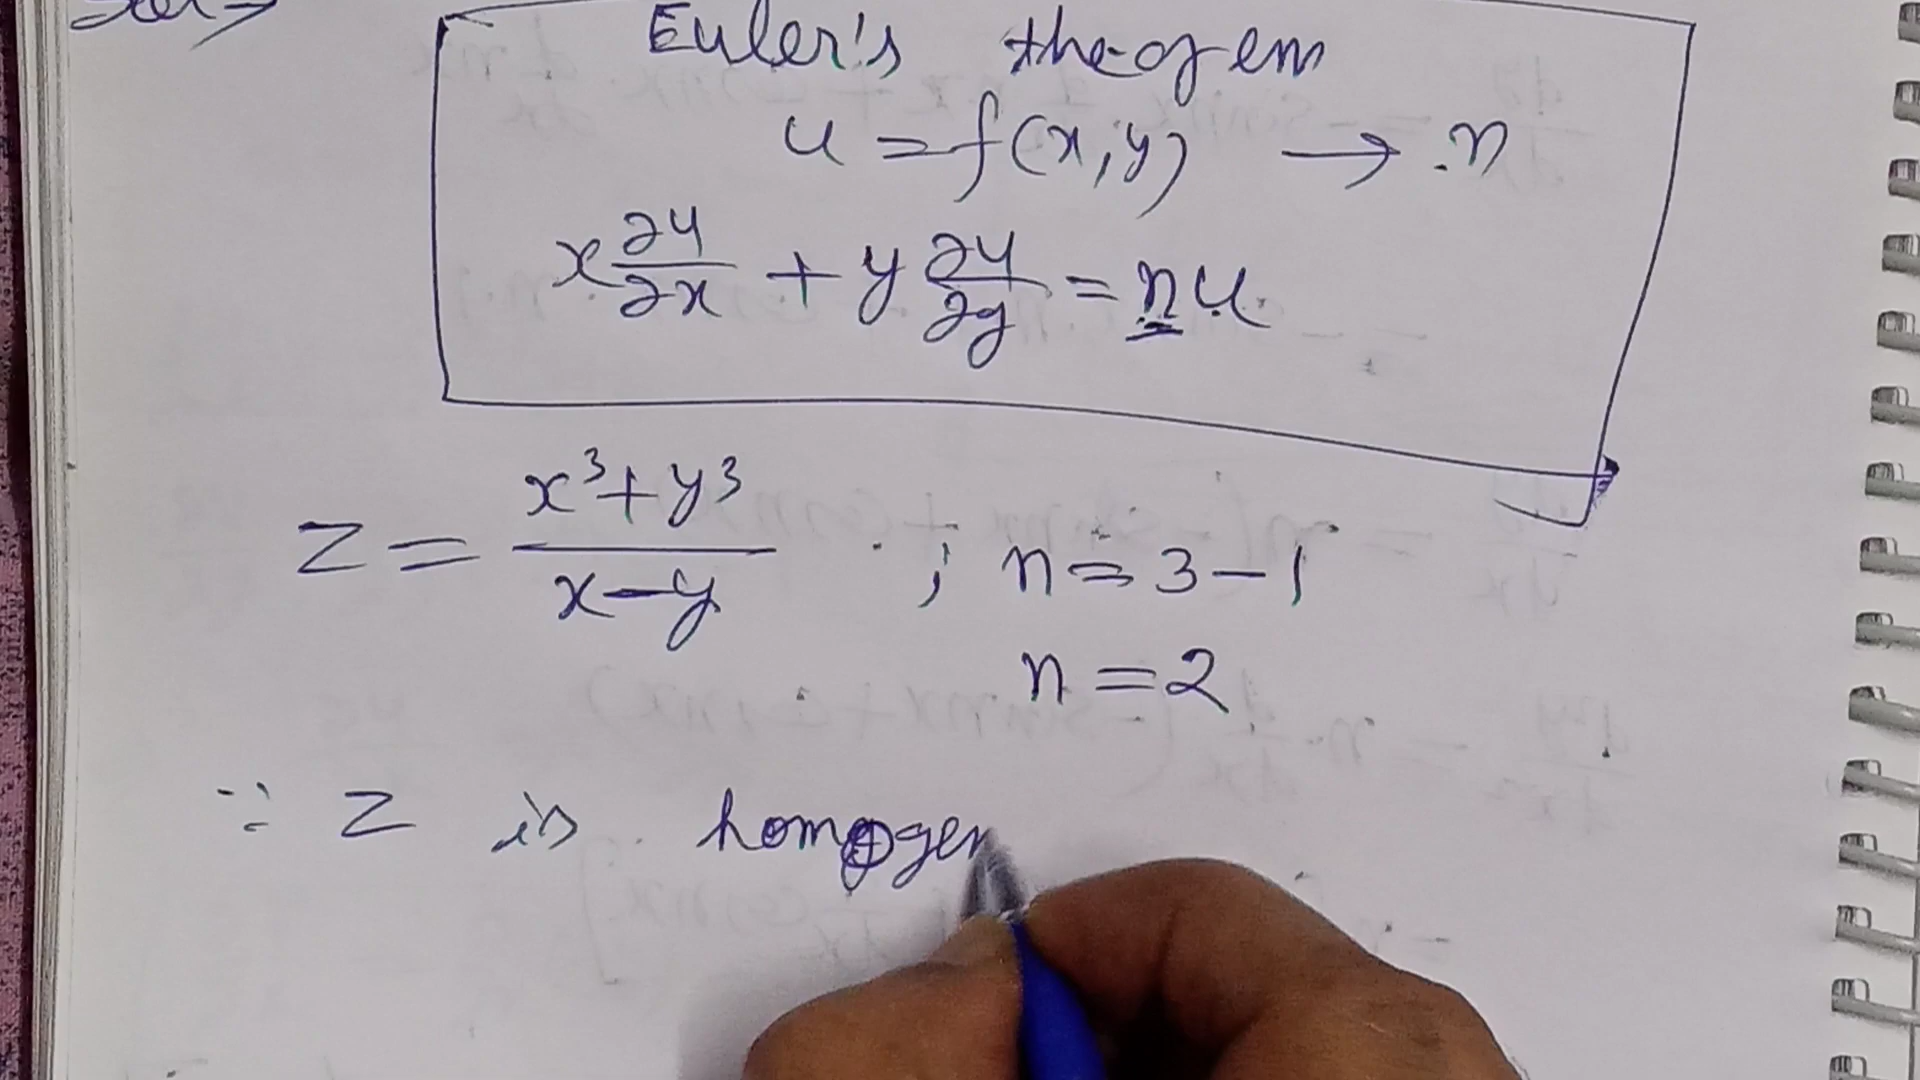 Euler's theorem
u = f(x,y) → n
x ∂u/∂x + y ∂u/∂y = nu
z = x³+y³/x-y ; n = 3-1
n = 2
∵ z is homogen